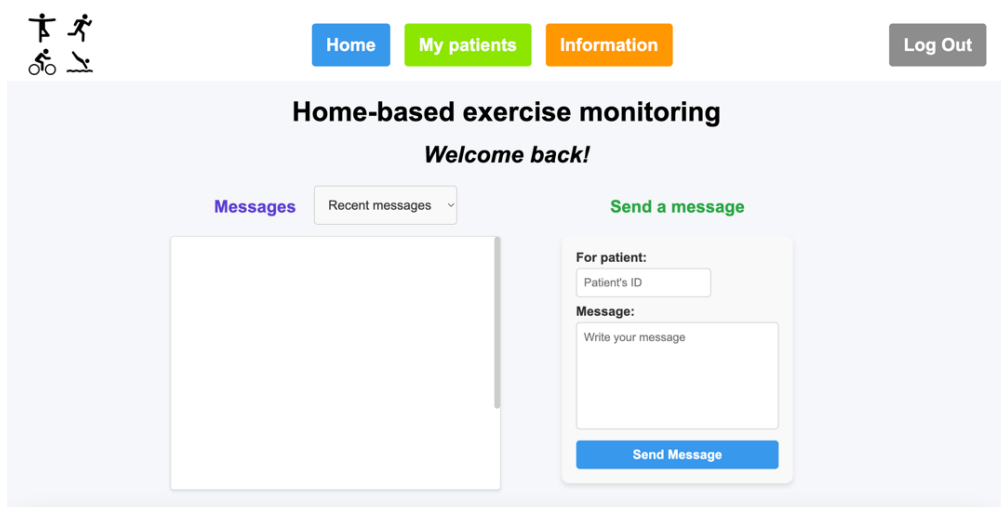 Home
My patients
Information
Log Out
Home-based exercise monitoring
Welcome back!
Messages
Recent messages
Send a message
For patient:
Patient's ID
Message:
Write your message
Send Message